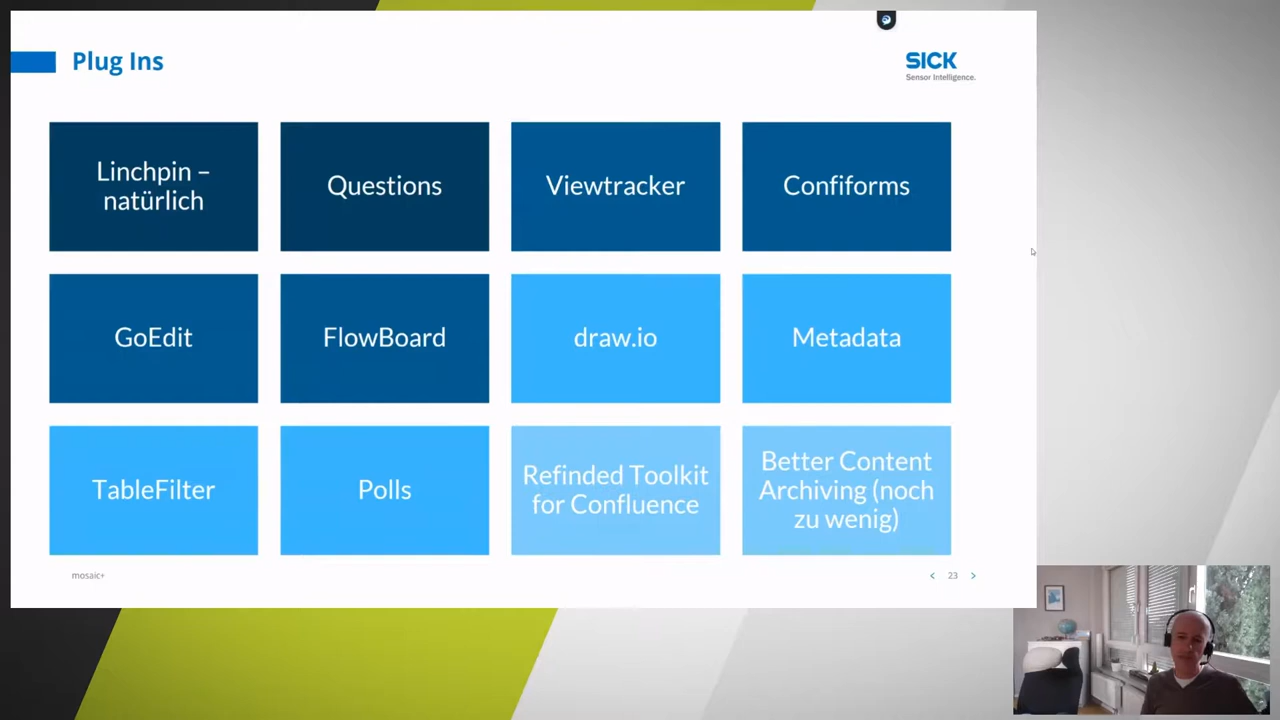 Plug Ins
SICK
Sensor Intelligence.
Linchpin –
natürlich
Questions
Viewtracker
Confiforms
GoEdit
FlowBoard
draw.io
Metadata
TableFilter
Polls
Refinded Toolkit
for Confluence
Better Content
Archiving (noch
zu wenig)
mosaic+
< 23 >